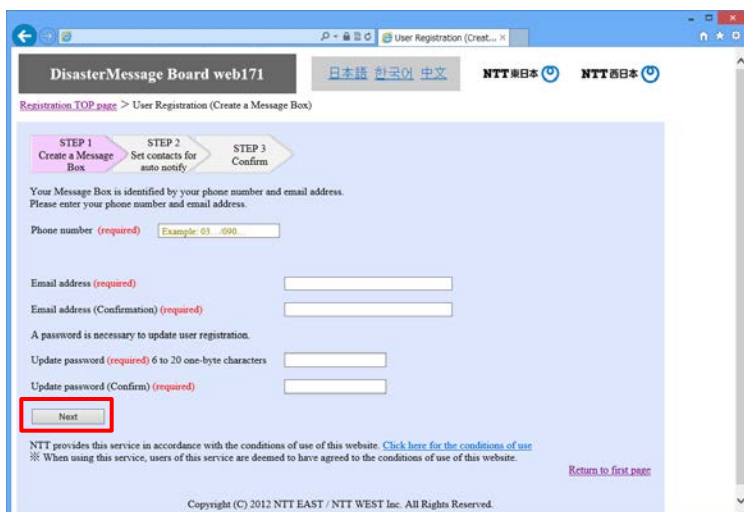 User Registration (Creat...
DisasterMessage Board web171
日本語 한국어 中文
NTT東日本
NTT西日本
Registration TOP page > User Registration (Create a Message Box)
STEP 1
Create a Message
Box
STEP 2
Set contacts for
auto notify
STEP 3
Confirm
Your Message Box is identified by your phone number and email address.
Please enter your phone number and email address.
Phone number (required) Example: 03.../090...
Email address (required)
Email address (Confirmation) (required)
A password is necessary to update user registration.
Update password (required) 6 to 20 one-byte characters
Update password (Confirm) (required)
Next
NTT provides this service in accordance with the conditions of use of this website. Click here for the conditions of use
※ When using this service, users of this service are deemed to have agreed to the conditions of use of this website.
Return to first page
Copyright (C) 2012 NTT EAST / NTT WEST Inc. All Rights Reserved.